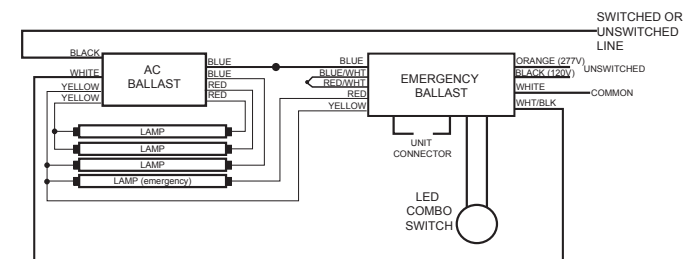 SWITCHED OR
UNSWITCHED
LINE
BLACK
WHITE
YELLOW
YELLOW
AC
BALLAST
BLUE
BLUE
RED
RED
BLUE
BLUE/WHT
RED/WHT
RED
YELLOW
EMERGENCY
BALLAST
ORANGE (277V)
BLACK (120V)
UNSWITCHED
WHITE
COMMON
WHT/BLK
LAMP
LAMP
LAMP
LAMP (emergency)
UNIT
CONNECTOR
LED
COMBO
SWITCH